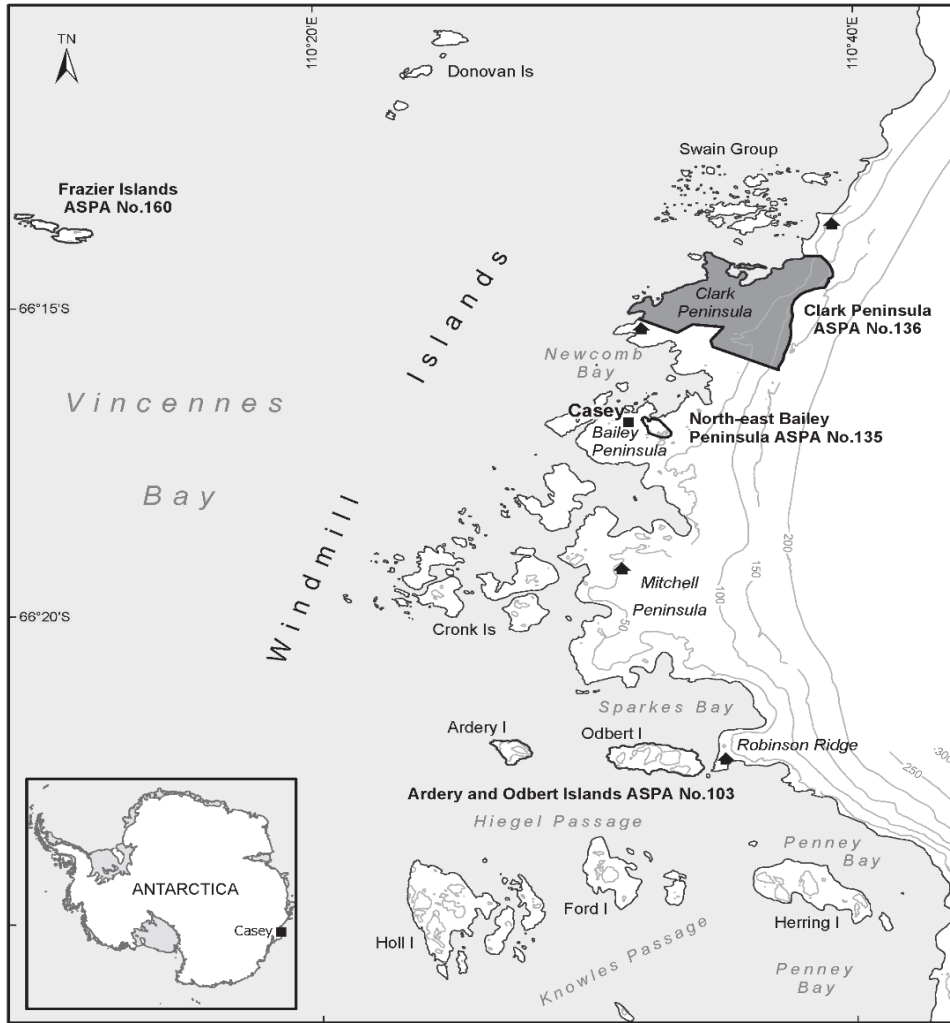 TN
110°20'E
110°40'E
Donovan Is
Swain Group
Frazier Islands
ASPA No.160
Clark
Peninsula
66°15'S
Clark Peninsula
ASPA No.136
Newcomb
Bay
Windmill Islands
Vincennes
Bay
Casey
Bailey
Peninsula
North-east Bailey
Peninsula ASPA No.135
200
150
100
50
Mitchell
Peninsula
66°20'S
Cronk Is
Sparkes Bay
Ardery I
Odbert I
Robinson Ridge
300
250
Ardery and Odbert Islands ASPA No.103
Hiegel Passage
Penney
Bay
Ford I
Herring I
Holl I
Knowles Passage
Penney
Bay
ANTARCTICA
Casey